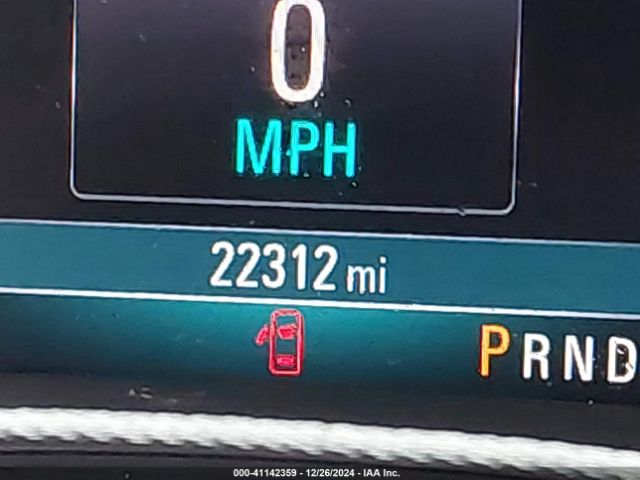 0
MPH
22312 mi
PRND
000-41142359 - 12/26/2024 - IAA Inc.